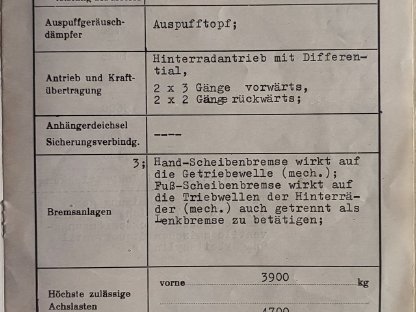 Auspuffgeräusch-
dämpfer
Auspufftopf;
Antrieb und Kraft-
übertragung
Hinterradantrieb mit Differen-
tial,
2 x 3 Gänge vorwärts,
2 x 2 Gänge rückwärts;
Anhängerdeichsel
Sicherungsverbindg.
----
Bremsanlagen
3; Hand-Scheibenbremse wirkt auf
die Getriebewelle (mech.);
Fuß-Scheibenbremse wirkt auf
die Triebwellen der Hinterrä-
der (mech.) auch getrennt als
Lenkbremse zu betätigen;
Höchste zulässige
Achslasten
vorne 3900 kg
4700